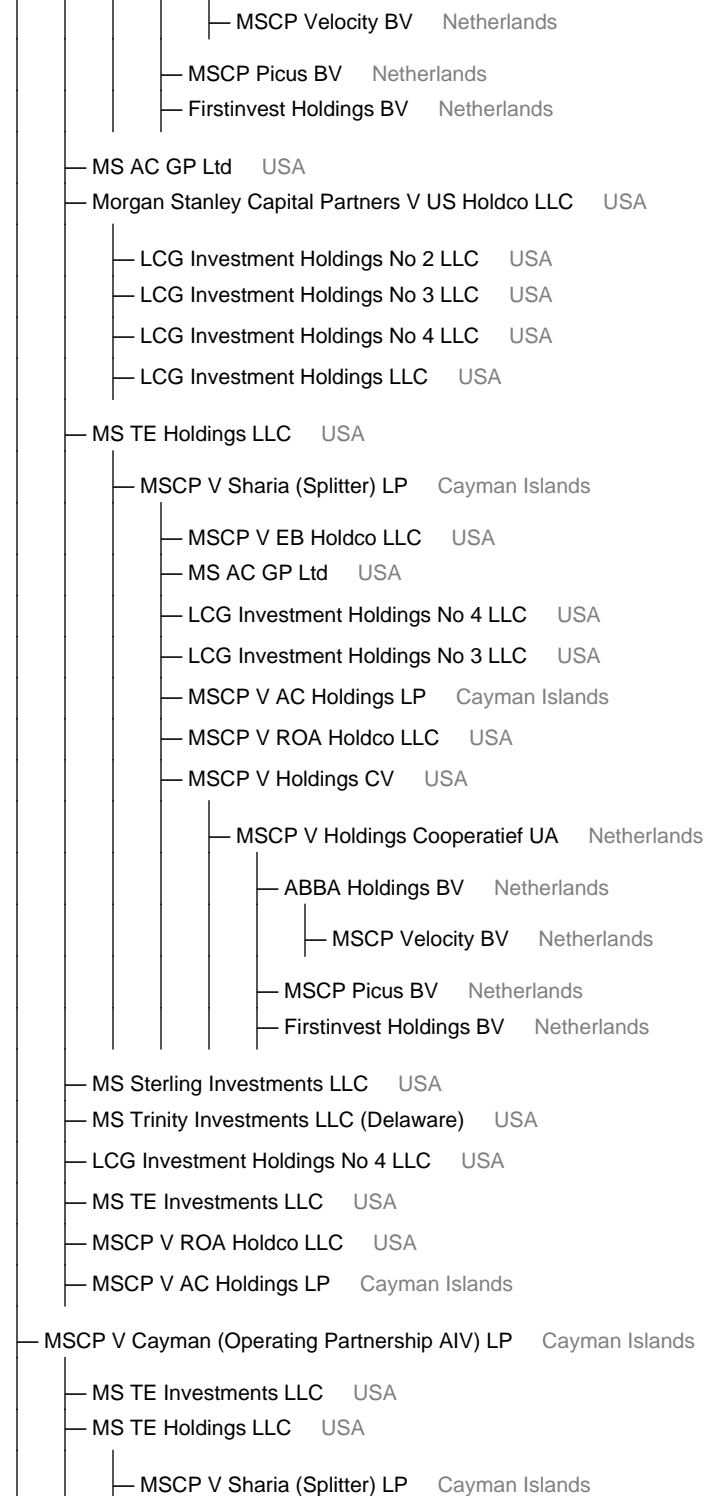 MSCP Velocity BV Netherlands
MSCP Picus BV Netherlands
Firstinvest Holdings BV Netherlands
MS AC GP Ltd USA
Morgan Stanley Capital Partners V US Holdco LLC USA
LCG Investment Holdings No 2 LLC USA
LCG Investment Holdings No 3 LLC USA
LCG Investment Holdings No 4 LLC USA
LCG Investment Holdings LLC USA
MS TE Holdings LLC USA
MSCP V Sharia (Splitter) LP Cayman Islands
MSCP V EB Holdco LLC USA
MS AC GP Ltd USA
LCG Investment Holdings No 4 LLC USA
LCG Investment Holdings No 3 LLC USA
MSCP V AC Holdings LP Cayman Islands
MSCP V ROA Holdco LLC USA
MSCP V Holdings CV USA
MSCP V Holdings Cooperatief UA Netherlands
ABBA Holdings BV Netherlands
MSCP Velocity BV Netherlands
MSCP Picus BV Netherlands
Firstinvest Holdings BV Netherlands
MS Sterling Investments LLC USA
MS Trinity Investments LLC (Delaware) USA
LCG Investment Holdings No 4 LLC USA
MS TE Investments LLC USA
MSCP V ROA Holdco LLC USA
MSCP V AC Holdings LP Cayman Islands
MSCP V Cayman (Operating Partnership AIV) LP Cayman Islands
MS TE Investments LLC USA
MS TE Holdings LLC USA
MSCP V Sharia (Splitter) LP Cayman Islands